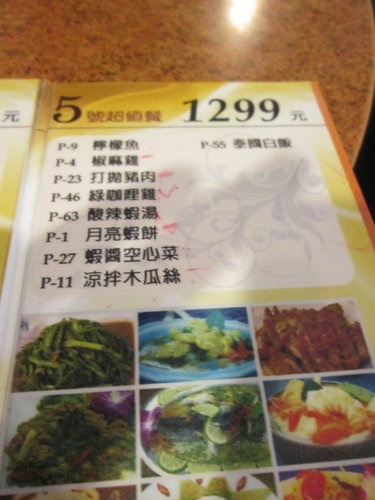 元
5號超值餐 1299元
P-9 檸檬魚 P-55 泰國白飯
P-4 椒麻雞
P-23 打拋豬肉
P-46 綠咖哩雞
P-63 酸辣蝦湯
P-1 月亮蝦餅
P-27 蝦醬空心菜
P-11 涼拌木瓜絲